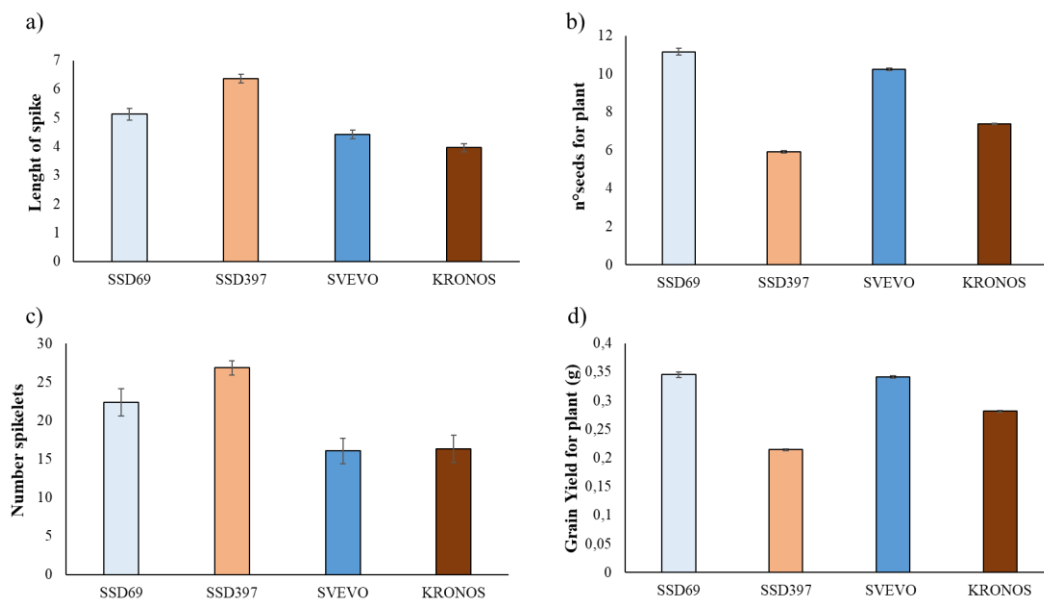 a)
Lenght of spike
7
6
5
4
3
2
1
0
SSD69 SSD397 SVEVO KRONOS
b)
n°seeds for plant
12
10
8
6
4
2
0
SSD69 SSD397 SVEVO KRONOS
c)
Number spikelets
30
25
20
15
10
5
0
SSD69 SSD397 SVEVO KRONOS
d)
Grain Yield for plant (g)
0,4
0,35
0,3
0,25
0,2
0,15
0,1
0,05
0
SSD69 SSD397 SVEVO KRONOS